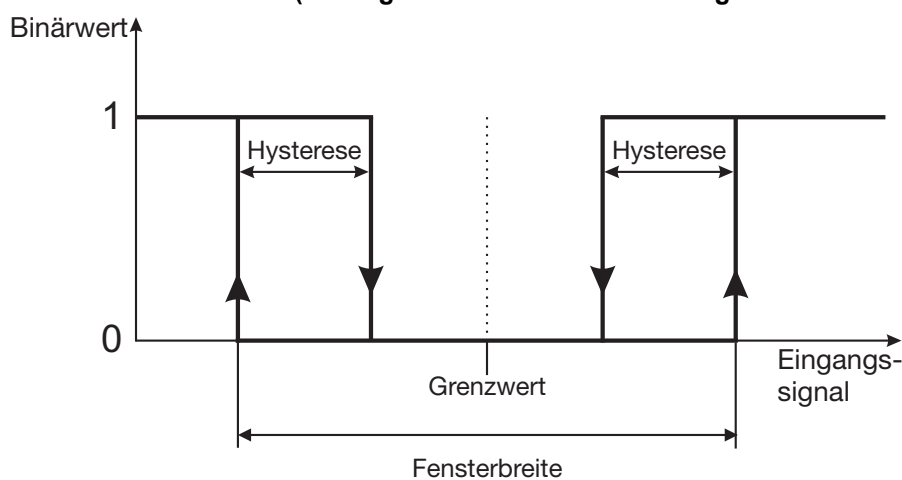 Binärwert
1
Hysterese
Hysterese
0
Eingangs-
signal
Grenzwert
Fensterbreite